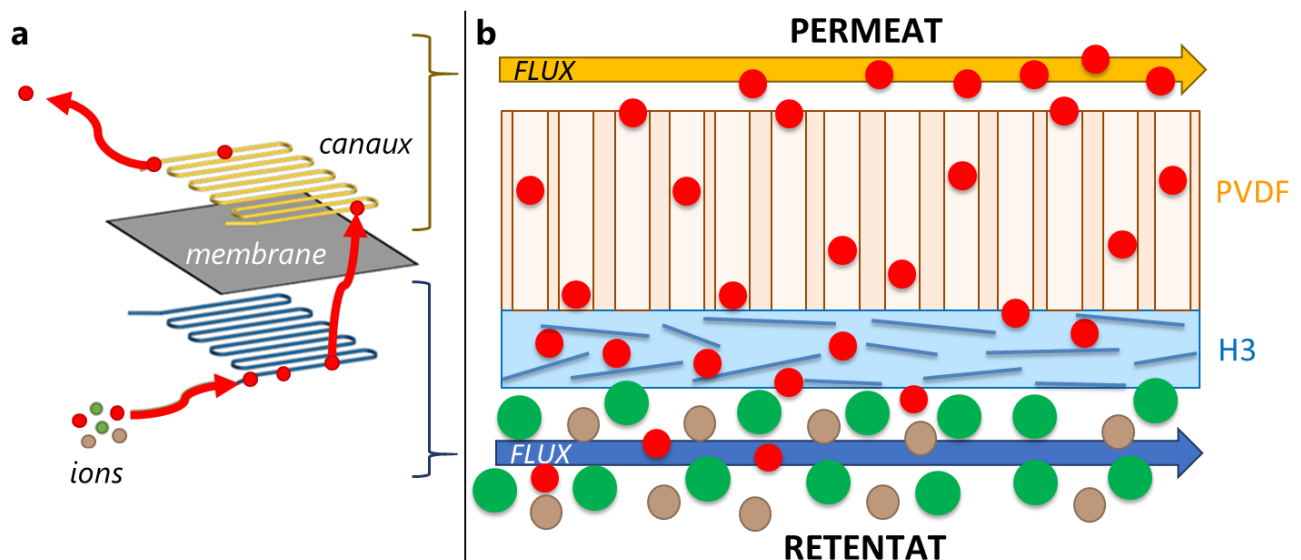 a
canaux
membrane
ions
b
PERMEAT
FLUX
PVDF
H3
FLUX
RETENTAT